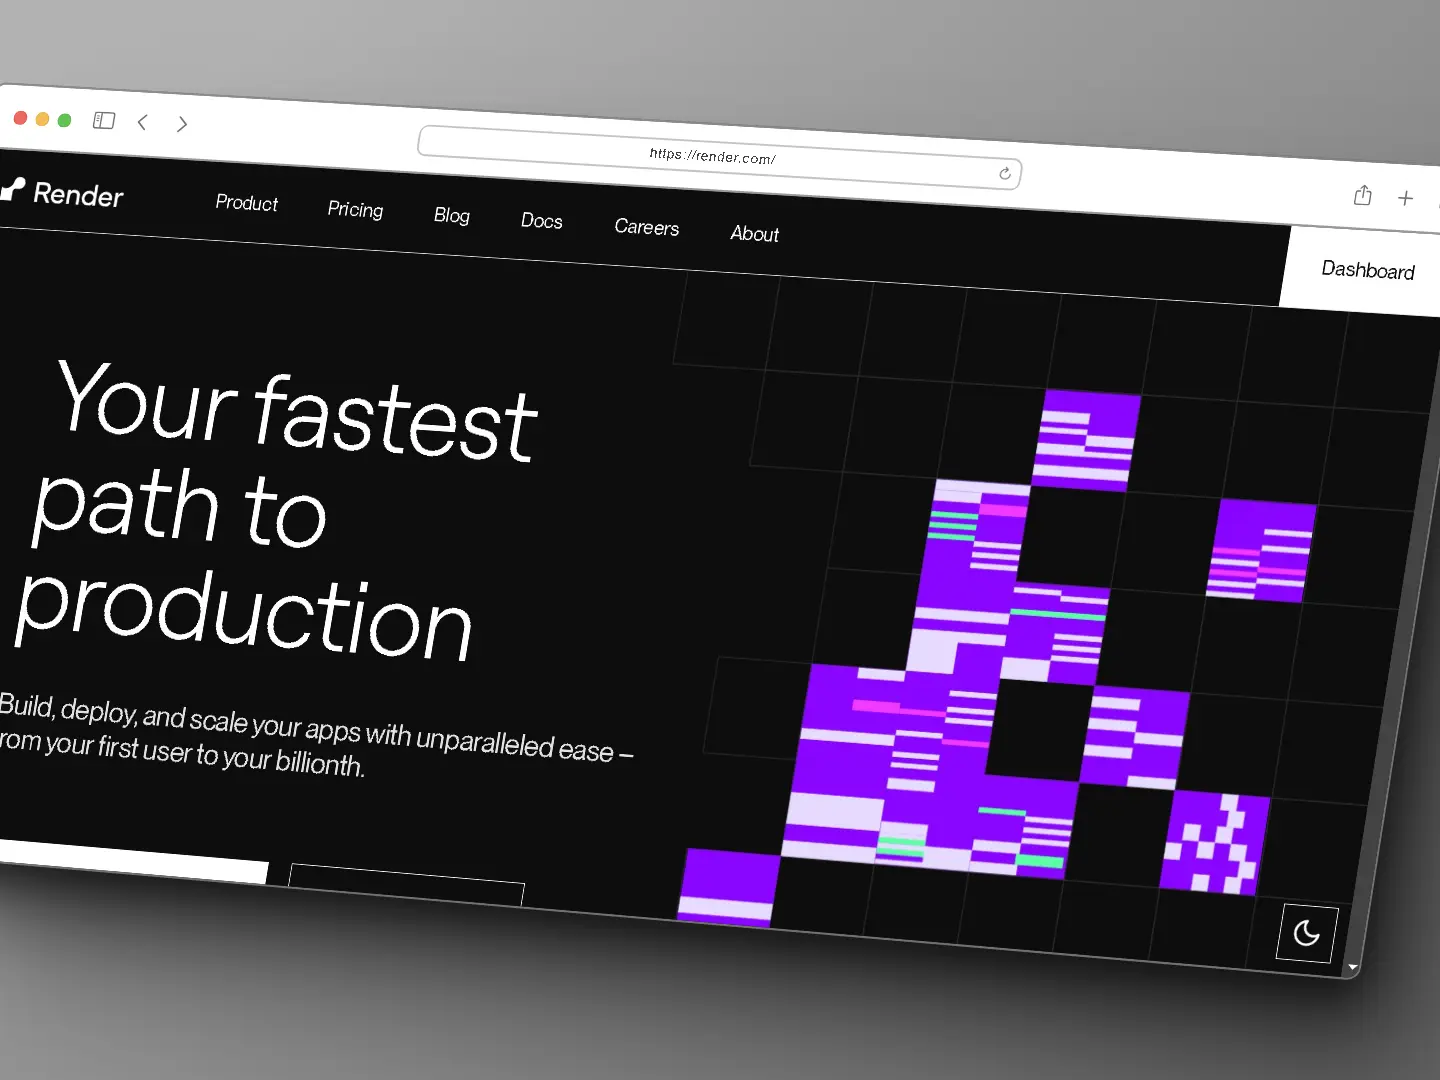 https://render.com/
Render
Product
Pricing
Blog
Docs
Careers
About
Dashboard
Your fastest
path to
production
Build, deploy, and scale your apps with unparalleled ease –
rom your first user to your billionth.